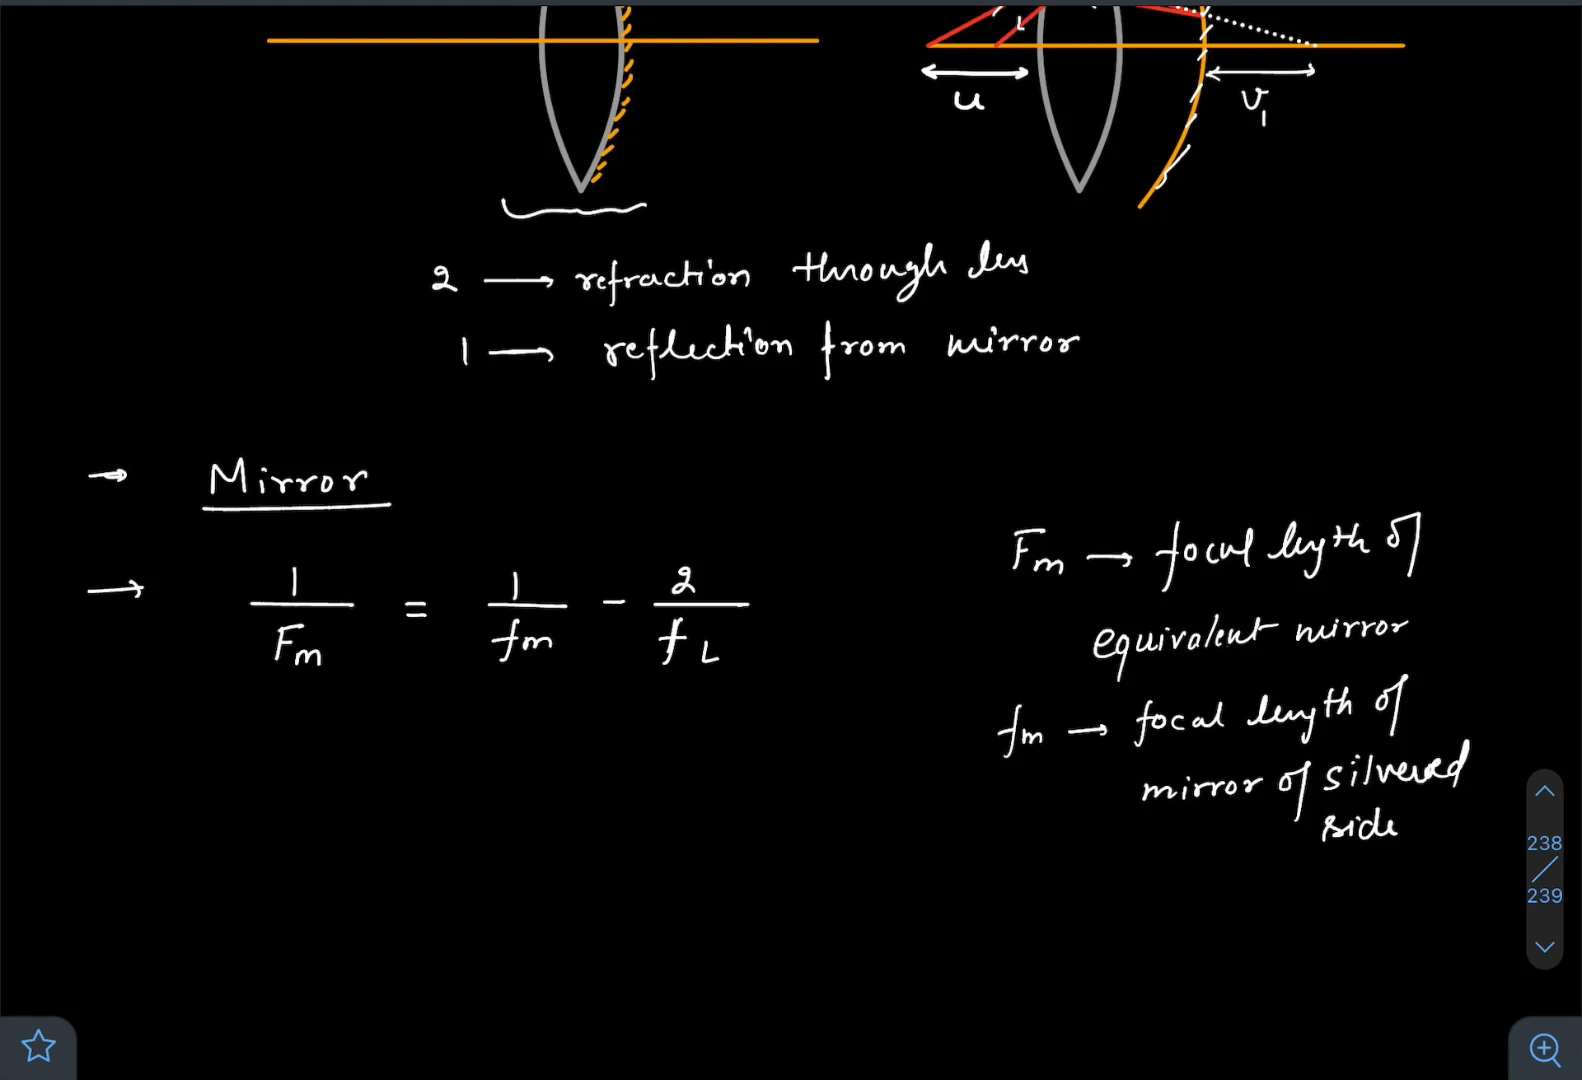 u
V₁
L
2 → refraction through lens
1 → reflection from mirror
→ Mirror
→ 1/Fm = 1/fm - 2/fL
Fm → focal length of
equivalent mirror
fm → focal length of
mirror of silvered
side
238
/
239